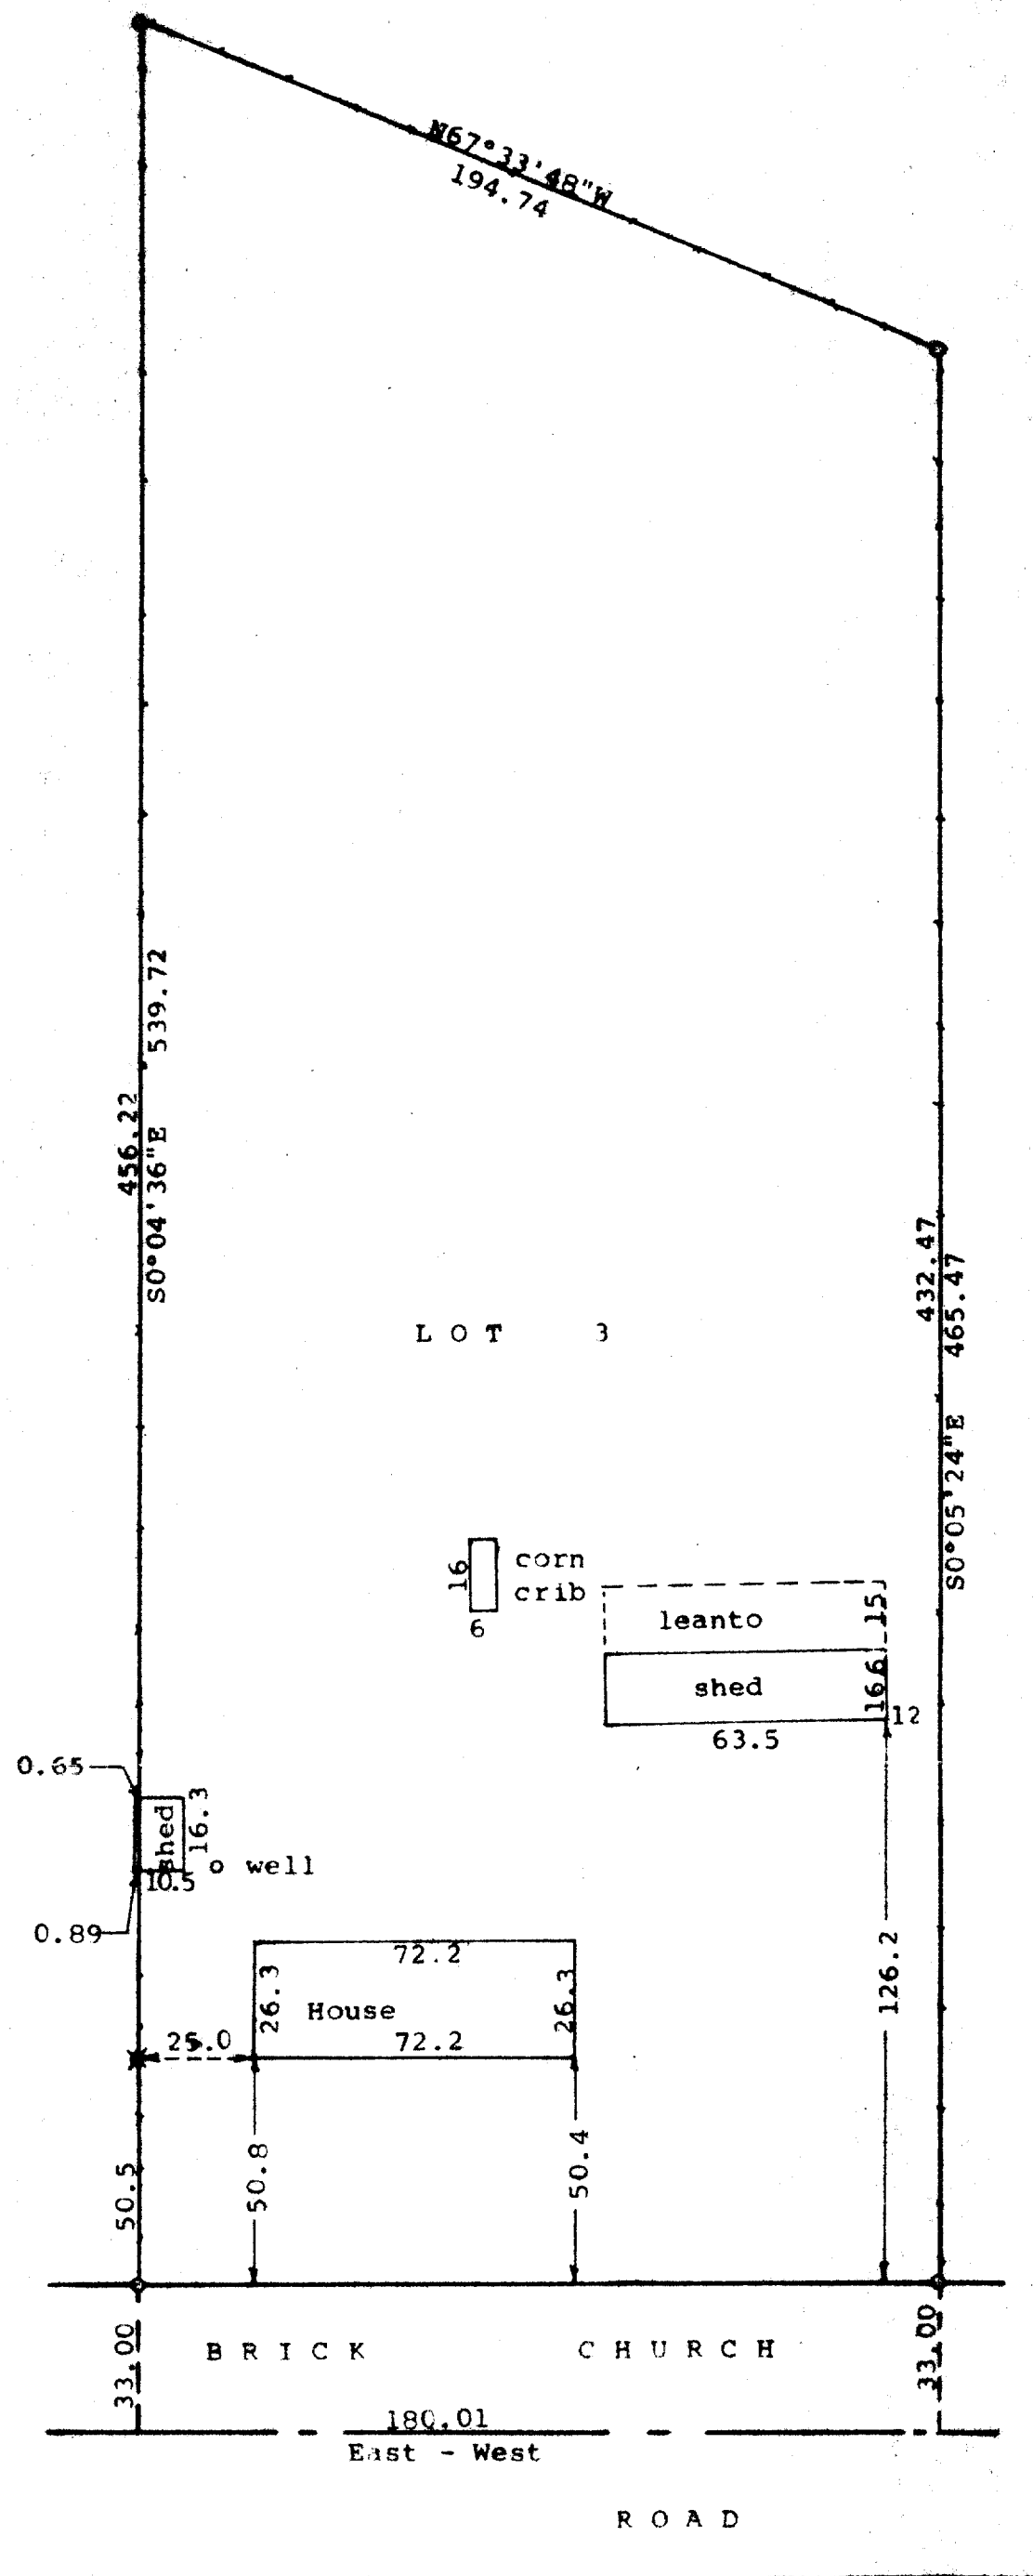 N67°33'48"W
194.74
456.22
S0°04'36"E 539.72
432.47
S0°05'24"E 465.47
LOT 3
16
corn
crib
6
leanto
15
shed
16.6
12
63.5
0.65
shed
16.3
10.5
o well
0.89
72.2
26.3
House
26.3
72.2
25.0
126.2
50.5
50.8
50.4
33.00
BRICK CHURCH
33.00
180.01
East - West
ROAD